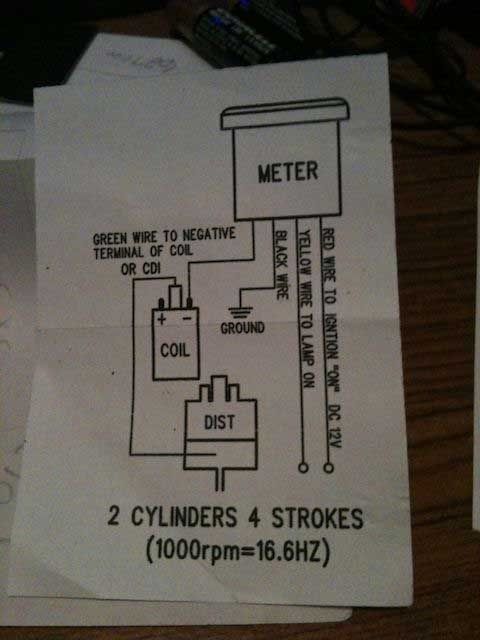 METER
GREEN WIRE TO NEGATIVE
TERMINAL OF COIL
OR CDI
BLACK WIRE
YELLOW WIRE TO LAMP ON
RED WIRE TO IGNITION "ON" DC 12V
GROUND
+ −
COIL
DIST
2 CYLINDERS 4 STROKES
(1000rpm=16.6HZ)